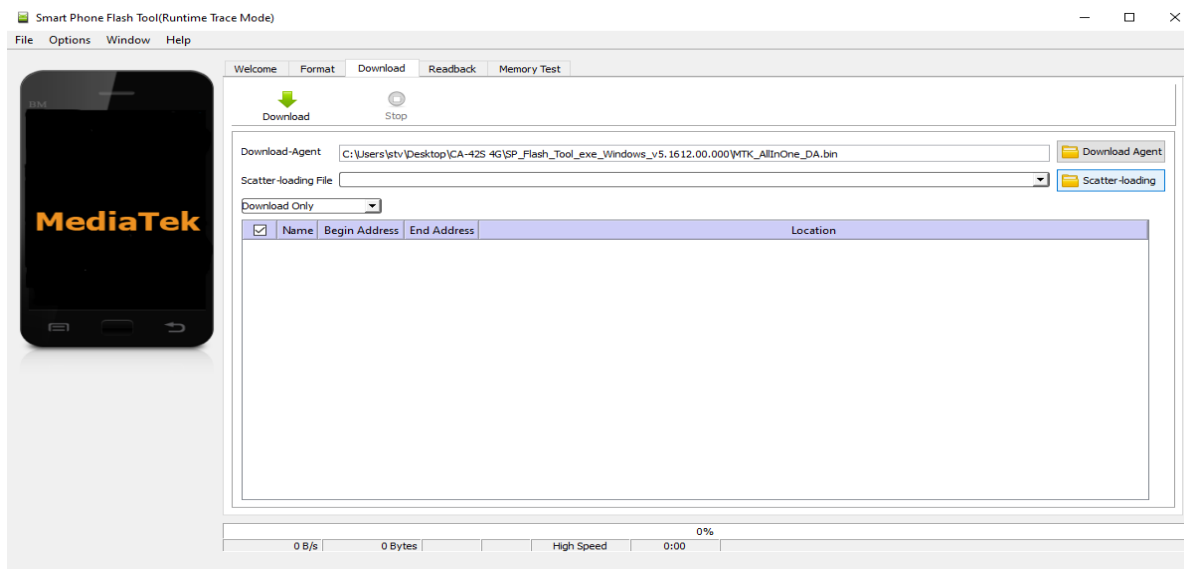 Smart Phone Flash Tool(Runtime Trace Mode)
File Options Window Help
Welcome Format Download Readback Memory Test
BM
Download Stop
Download-Agent C:\Users\stv\Desktop\CA-42S 4G\SP_Flash_Tool_exe_Windows_v5.1612.00.000\MTK_AllInOne_DA.bin Download Agent
Scatter-loading File Scatter-loading
Download Only
MediaTek
Name Begin Address End Address Location
0%
0 B/s 0 Bytes High Speed 0:00